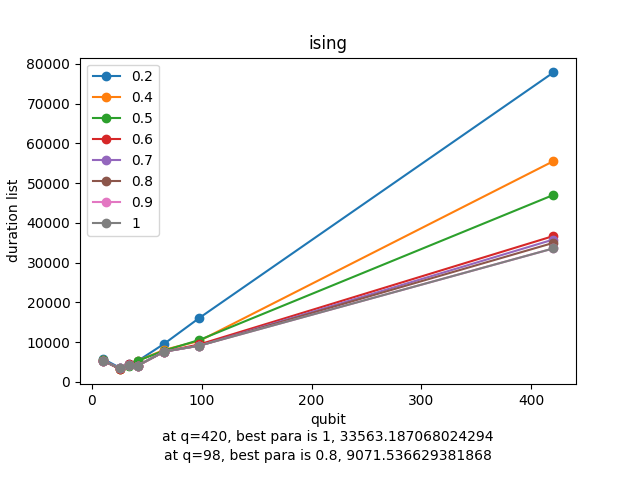 ising
80000
70000
60000
50000
40000
30000
20000
10000
0
duration list
0.2
0.4
0.5
0.6
0.7
0.8
0.9
1
0 100 200 300 400
qubit
at q=420, best para is 1, 33563.187068024294
at q=98, best para is 0.8, 9071.536629381868